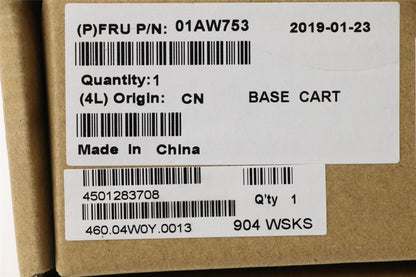 (P)FRU P/N: 01AW753 2019-01-23
Quantity:1
(4L) Origin: CN BASE CART
Made In China
4501283708 Q'ty 1
460.04W0Y.0013 904 WSKS